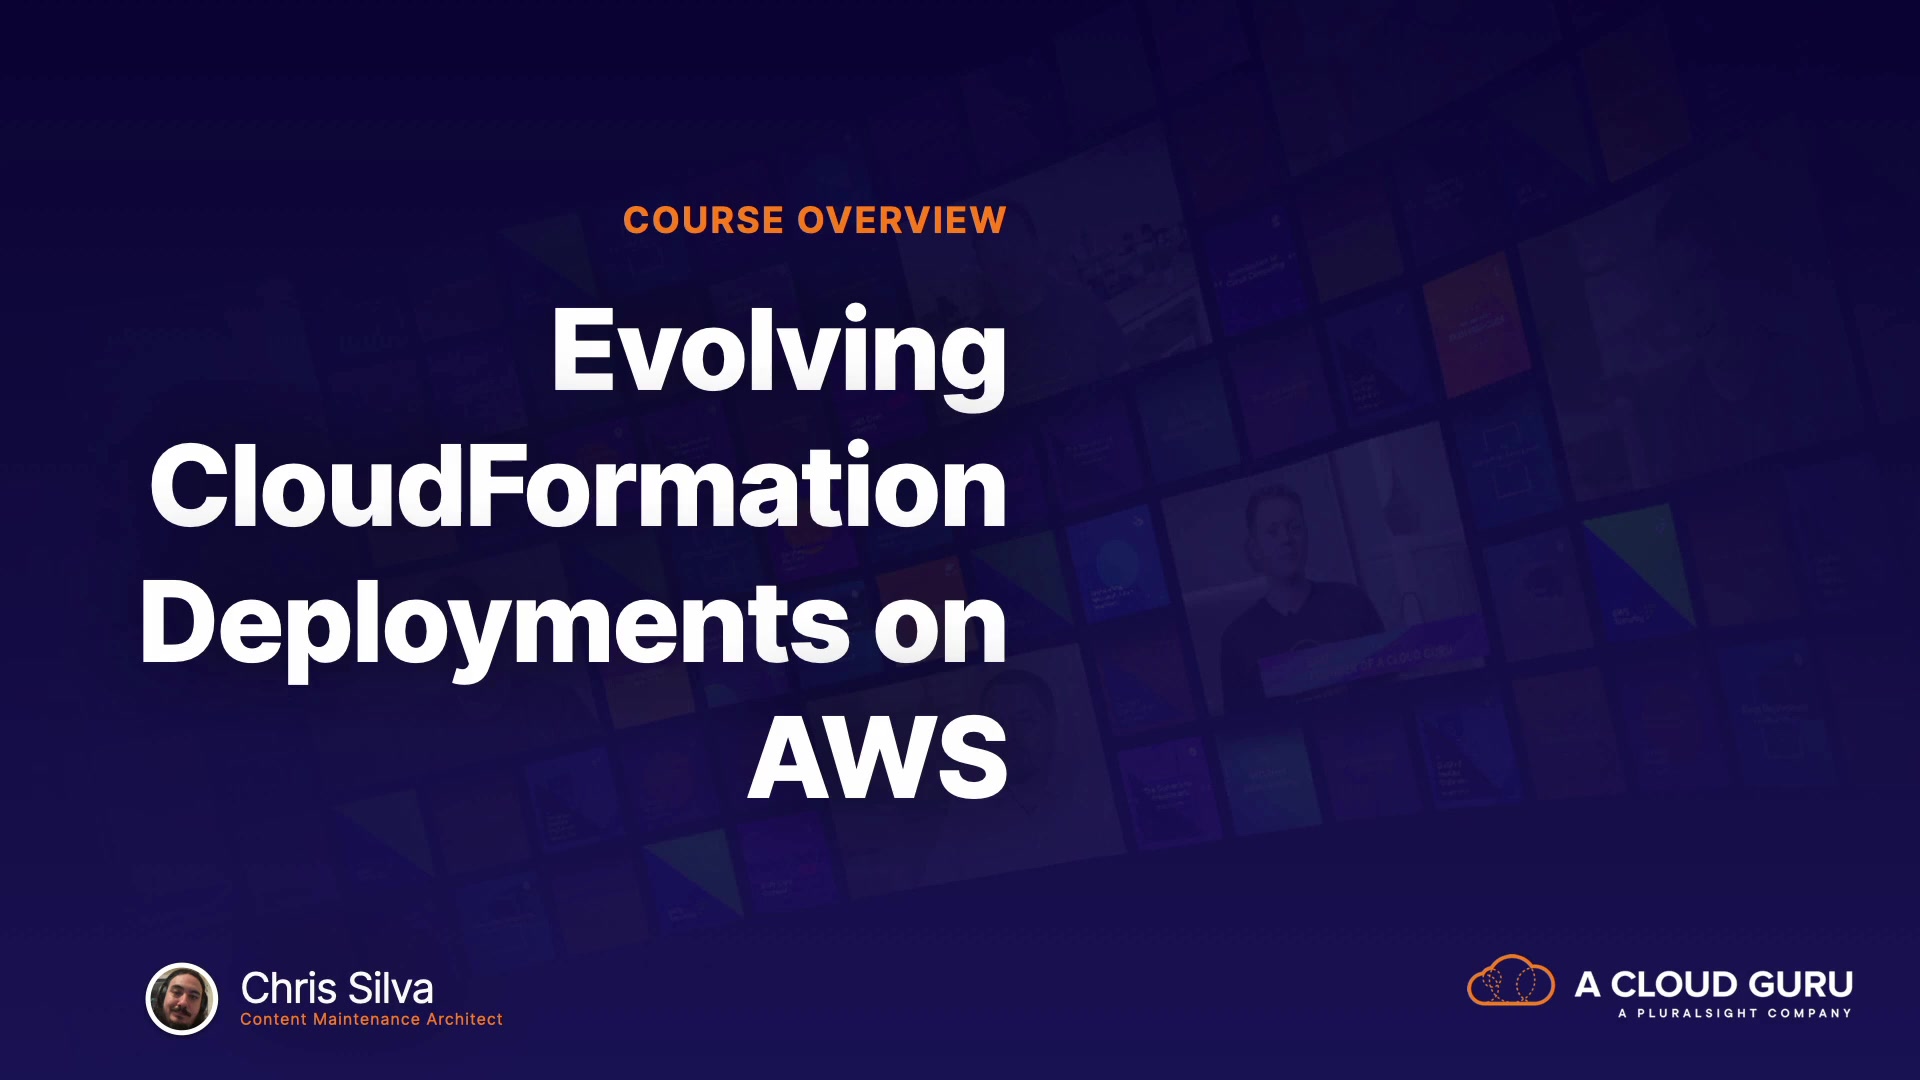 COURSE OVERVIEW
Evolving
CloudFormation
Deployments on
AWS
Chris Silva
Content Maintenance Architect
A CLOUD GURU
A PLURALSIGHT COMPANY